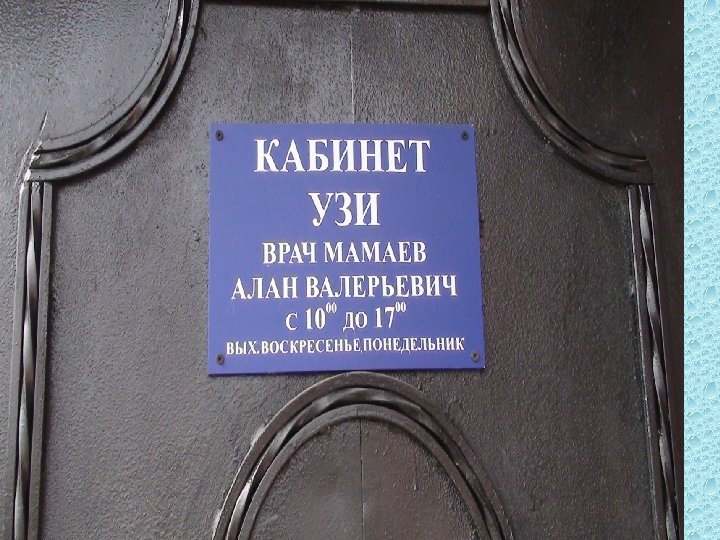 КАБИНЕТ
УЗИ
ВРАЧ МАМАЕВ
АЛАН ВАЛЕРЬЕВИЧ
С 10⁰⁰ ДО 17⁰⁰
ВЫХ.ВОСКРЕСЕНЬЕ,ПОНЕДЕЛЬНИК